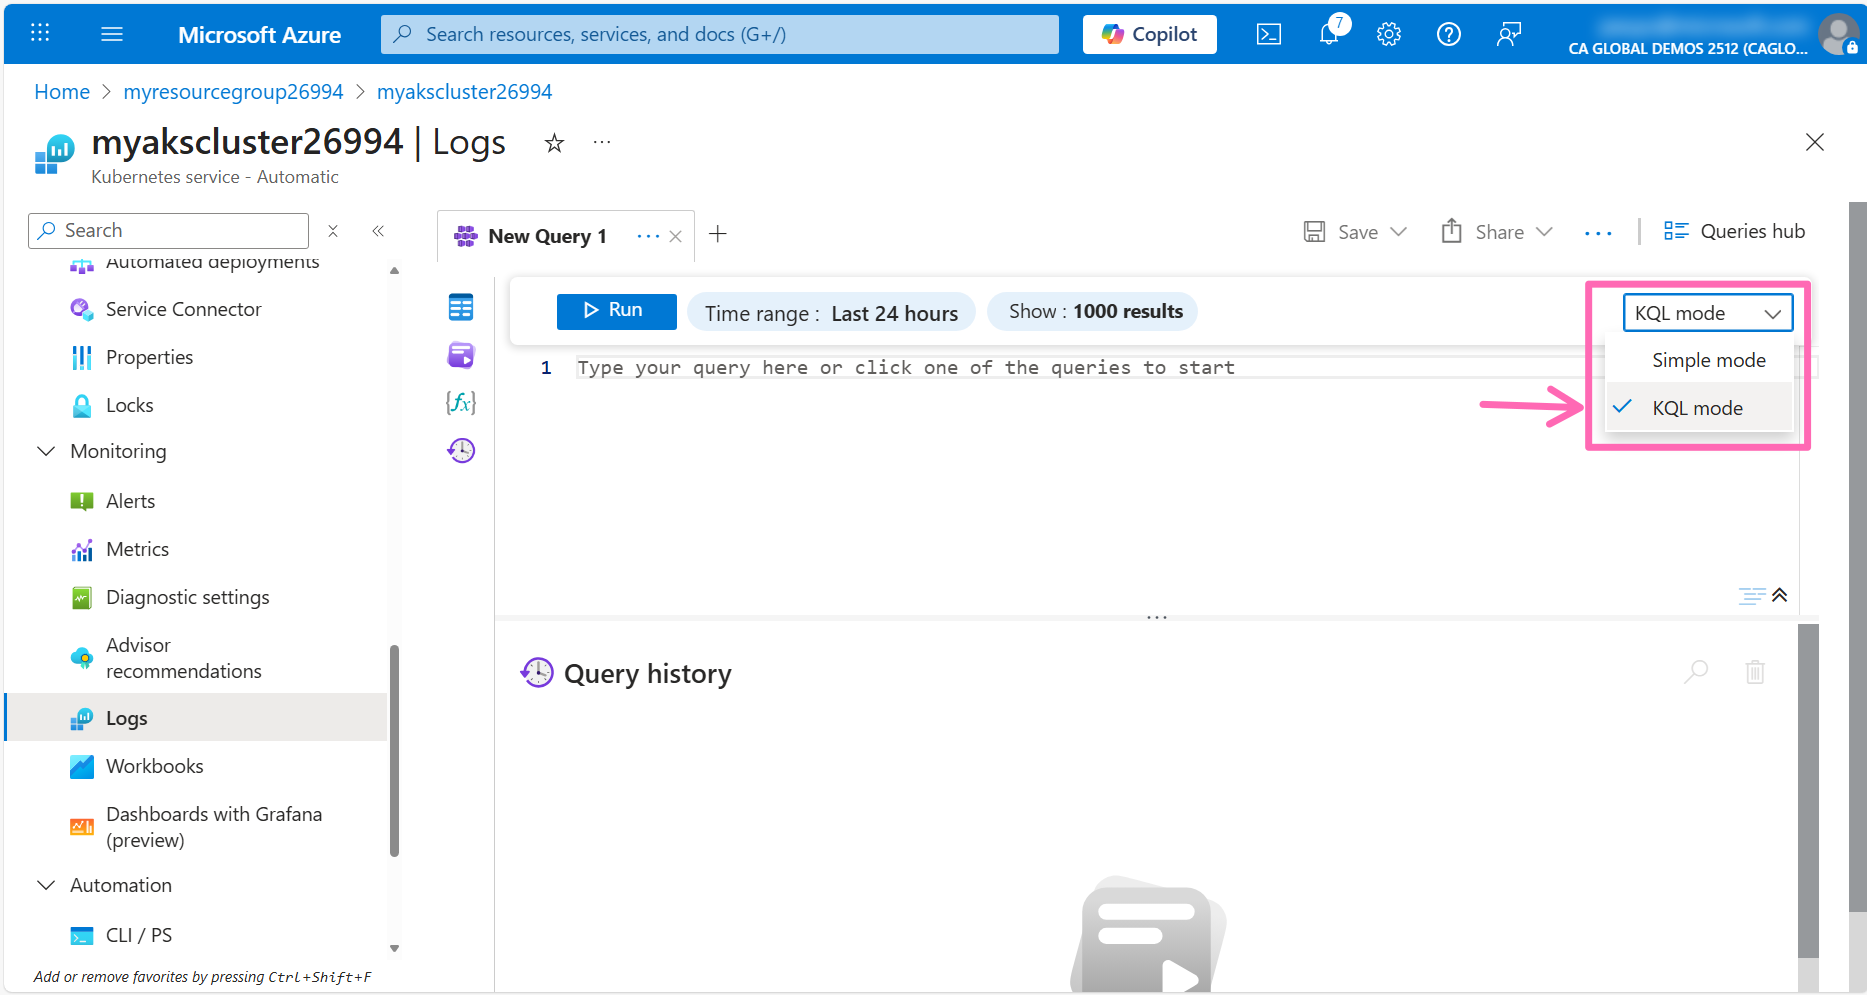 Microsoft Azure
Search resources, services, and docs (G+/)
Copilot
7
CA GLOBAL DEMOS 2512 (CAGLO...
Home > myresourcegroup26994 > myakscluster26994
myakscluster26994 | Logs
Kubernetes service - Automatic
Search
Automated deployments
Service Connector
Properties
Locks
Monitoring
Alerts
Metrics
Diagnostic settings
Advisor
recommendations
Logs
Workbooks
Dashboards with Grafana
(preview)
Automation
CLI / PS
Add or remove favorites by pressing Ctrl+Shift+F
New Query 1
Save
Share
Queries hub
Run
Time range : Last 24 hours
Show : 1000 results
KQL mode
Simple mode
KQL mode
1 Type your query here or click one of the queries to start
{fx}
Query history